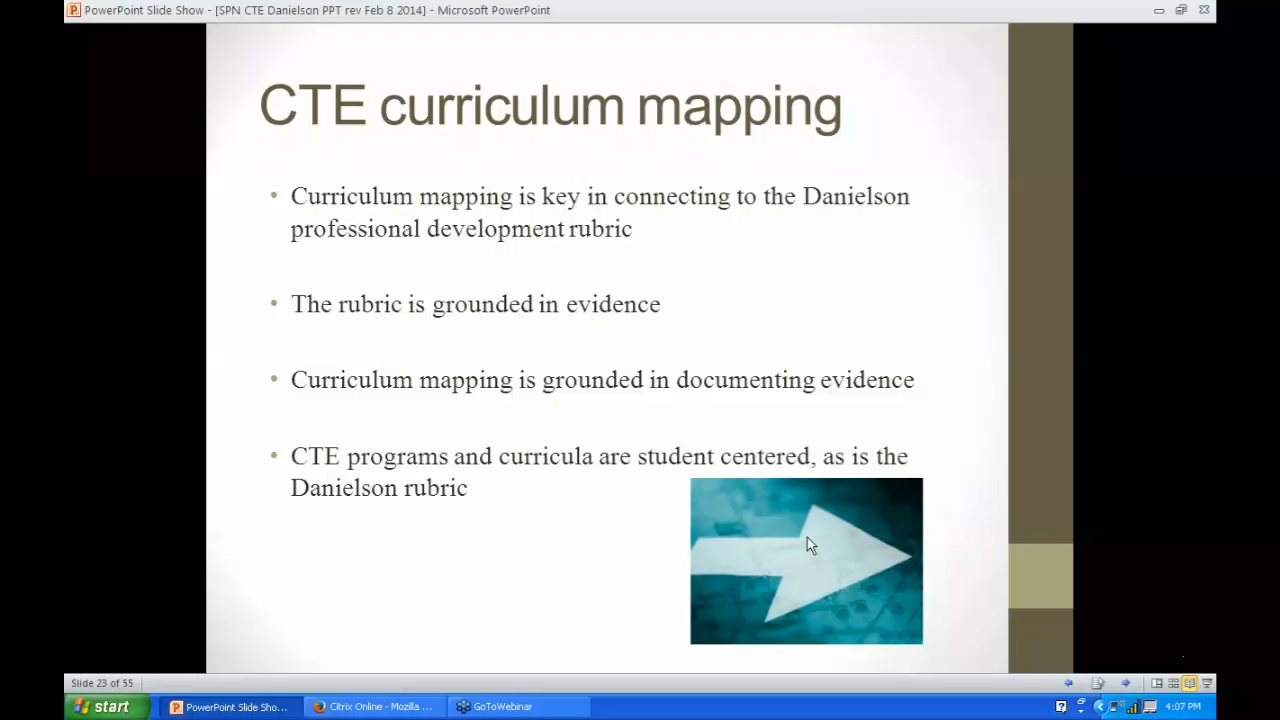 PowerPoint Slide Show - [SPN CTE Danielson PPT rev Feb 8 2014] - Microsoft PowerPoint
CTE curriculum mapping
• Curriculum mapping is key in connecting to the Danielson
professional development rubric
• The rubric is grounded in evidence
• Curriculum mapping is grounded in documenting evidence
• CTE programs and curricula are student centered, as is the
Danielson rubric
Slide 23 of 55
start
PowerPoint Slide Sho...
Citrix Online - Mozilla ...
GoToWebinar
4:07 PM